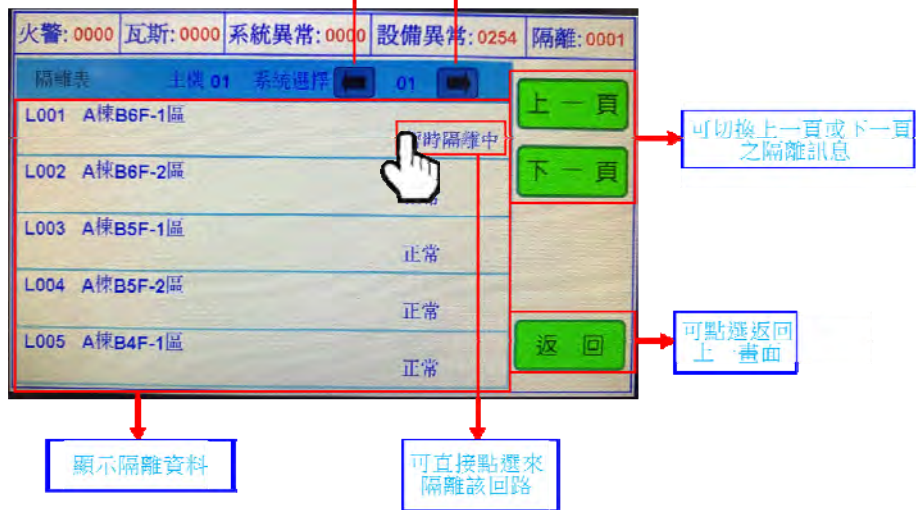 火警:0000 瓦斯:0000 系統異常:0000 設備異常:0254 隔離:0001
隔離表 主機 01 系統選擇 01
L001 A棟B6F-1區
時隔離中
L002 A棟B6F-2區
正常
L003 A棟B5F-1區
正常
L004 A棟B5F-2區
正常
L005 A棟B4F-1區
正常
上一頁
下一頁
返回
可切換上一頁或下一頁
之隔離訊息
可點選返回
上一畫面
顯示隔離資料
可直接點選來
隔離該回路